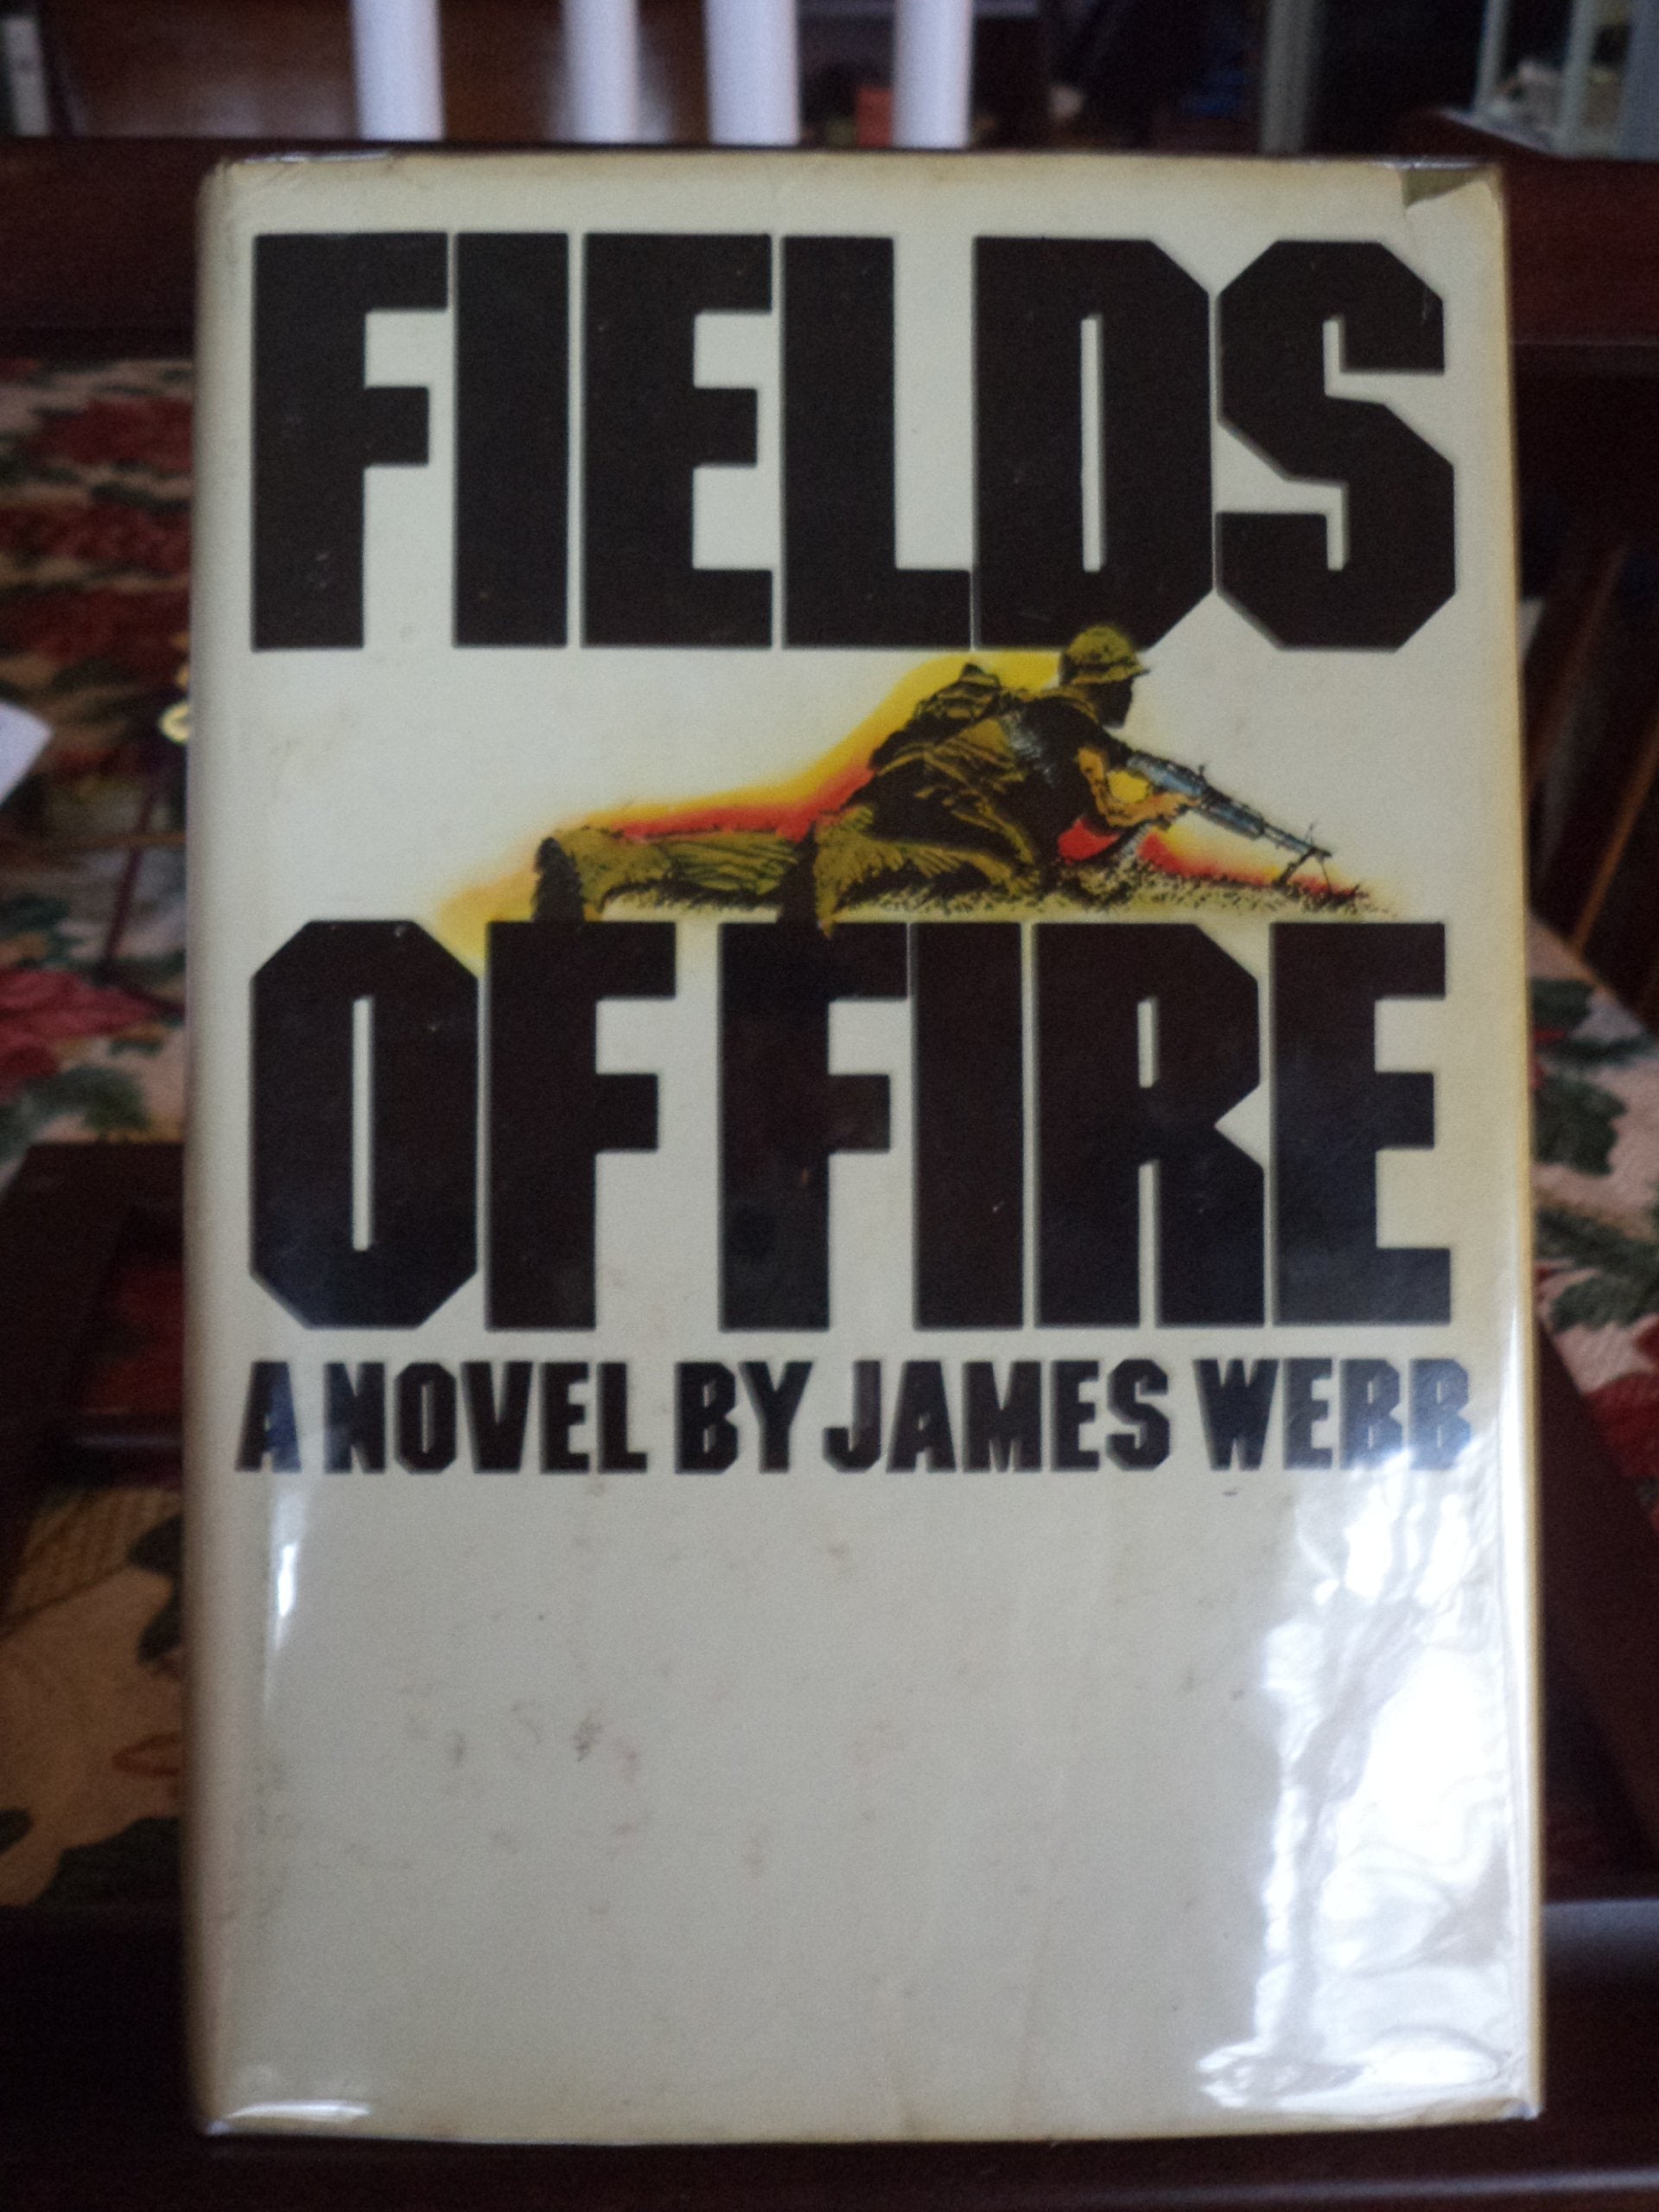 FIELDS
OF FIRE
A NOVEL BY JAMES WEBB